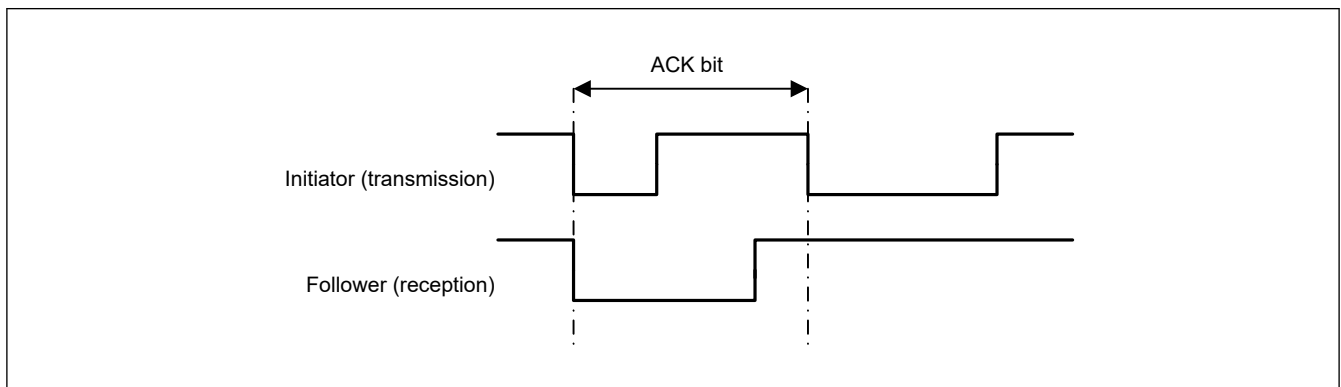 ACK bit
Initiator (transmission)
Follower (reception)